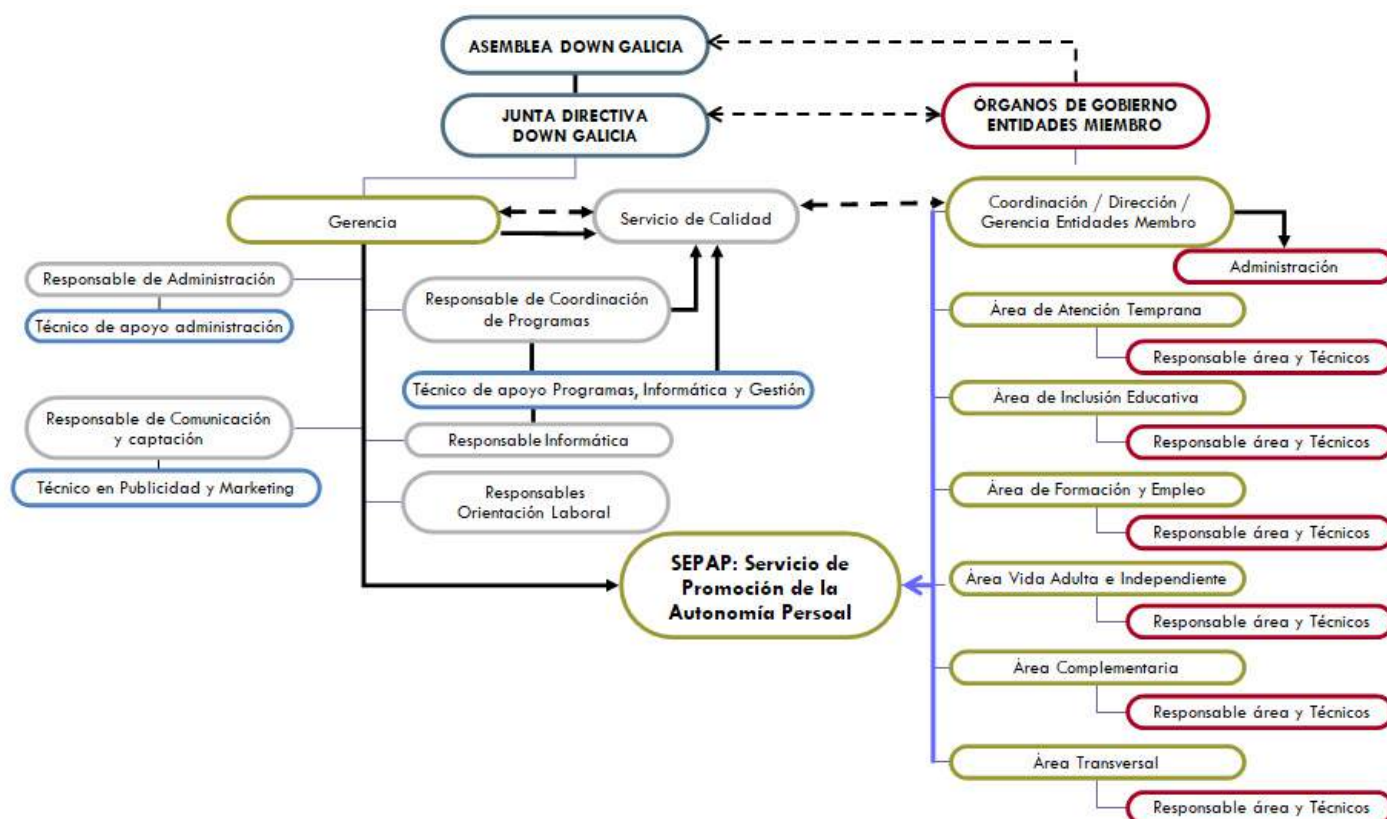 ASEMBLEA DOWN GALICIA
JUNTA DIRECTIVA
DOWN GALICIA
ÓRGANOS DE GOBIERNO
ENTIDADES MIEMBRO
Gerencia
Servicio de Calidad
Coordinación / Dirección /
Gerencia Entidades Membro
Administración
Responsable de Administración
Técnico de apoyo administración
Responsable de Coordinación
de Programas
Técnico de apoyo Programas, Informática y Gestión
Responsable de Comunicación
y captación
Técnico en Publicidad y Marketing
Responsable Informática
Responsables
Orientación Laboral
SEPAP: Servicio de
Promoción de la
Autonomía Persoal
Área de Atención Temprana
Responsable área y Técnicos
Área de Inclusión Educativa
Responsable área y Técnicos
Área de Formación y Empleo
Responsable área y Técnicos
Área Vida Adulta e Independiente
Responsable área y Técnicos
Área Complementaria
Responsable área y Técnicos
Área Transversal
Responsable área y Técnicos